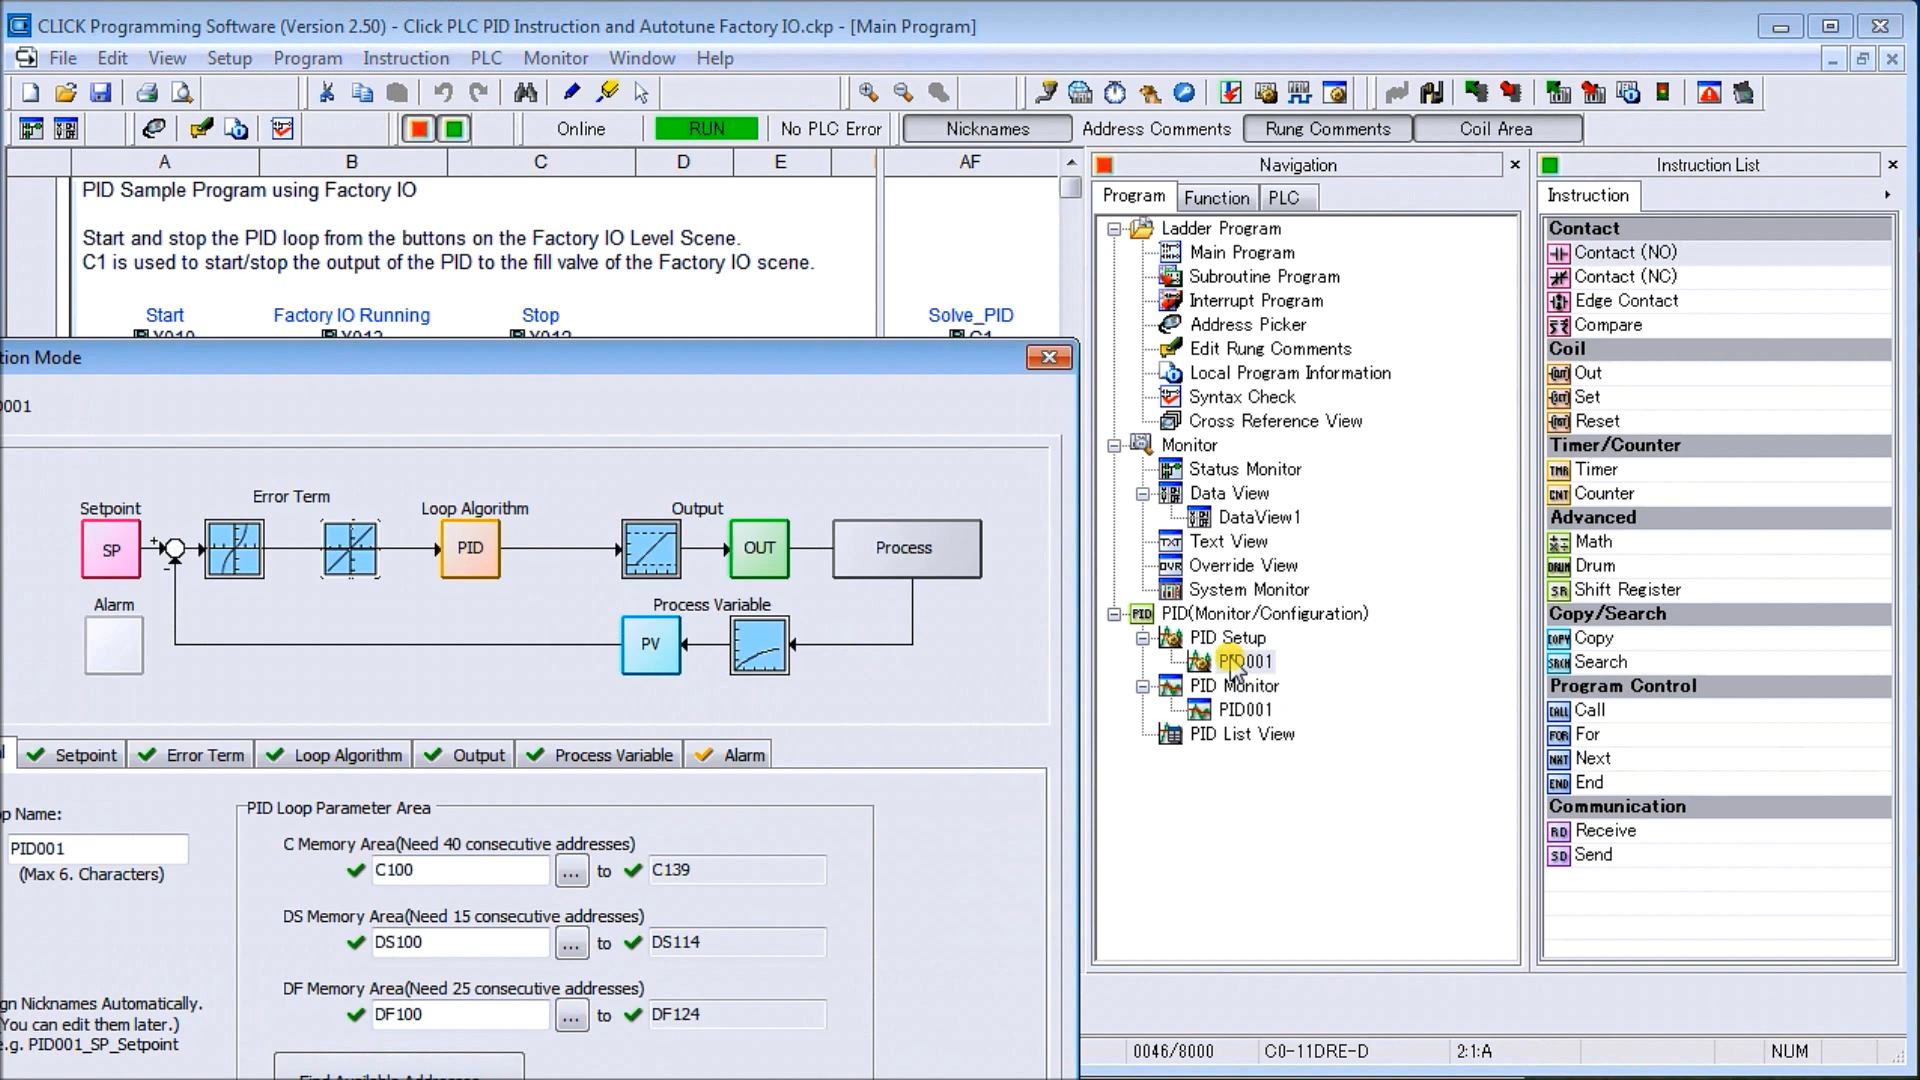 CLICK Programming Software (Version 2.50) - Click PLC PID Instruction and Autotune Factory IO.ckp - [Main Program]
File Edit View Setup Program Instruction PLC Monitor Window Help
Online RUN No PLC Error Nicknames Address Comments Rung Comments Coil Area
A B C D E AF
PID Sample Program using Factory IO
Start and stop the PID loop from the buttons on the Factory IO Level Scene.
C1 is used to start/stop the output of the PID to the fill valve of the Factory IO scene.
Start Factory IO Running Stop Solve_PID
tion Mode
Setpoint
Error Term
Loop Algorithm
Output
SP
+
-
PID
OUT
Process
Alarm
Process Variable
PV
Setpoint Error Term Loop Algorithm Output Process Variable Alarm
p Name:
PID001
(Max 6. Characters)
PID Loop Parameter Area
C Memory Area(Need 40 consecutive addresses)
C100 ... to C139
DS Memory Area(Need 15 consecutive addresses)
DS100 ... to DS114
DF Memory Area(Need 25 consecutive addresses)
DF100 ... to DF124
gn Nicknames Automatically.
You can edit them later.)
e.g. PID001_SP_Setpoint
Navigation
Program Function PLC
Ladder Program
Main Program
Subroutine Program
Interrupt Program
Address Picker
Edit Rung Comments
Local Program Information
Syntax Check
Cross Reference View
Monitor
Status Monitor
Data View
DataView1
Text View
Override View
System Monitor
PID(Monitor/Configuration)
PID Setup
PID001
PID Monitor
PID001
PID List View
Instruction List
Instruction
Contact
Contact (NO)
Contact (NC)
Edge Contact
Compare
Coil
Out
Set
Reset
Timer/Counter
Timer
Counter
Advanced
Math
Drum
Shift Register
Copy/Search
Copy
Search
Program Control
Call
For
Next
End
Communication
Receive
Send
0046/8000 C0-11DRE-D 2:1:A NUM